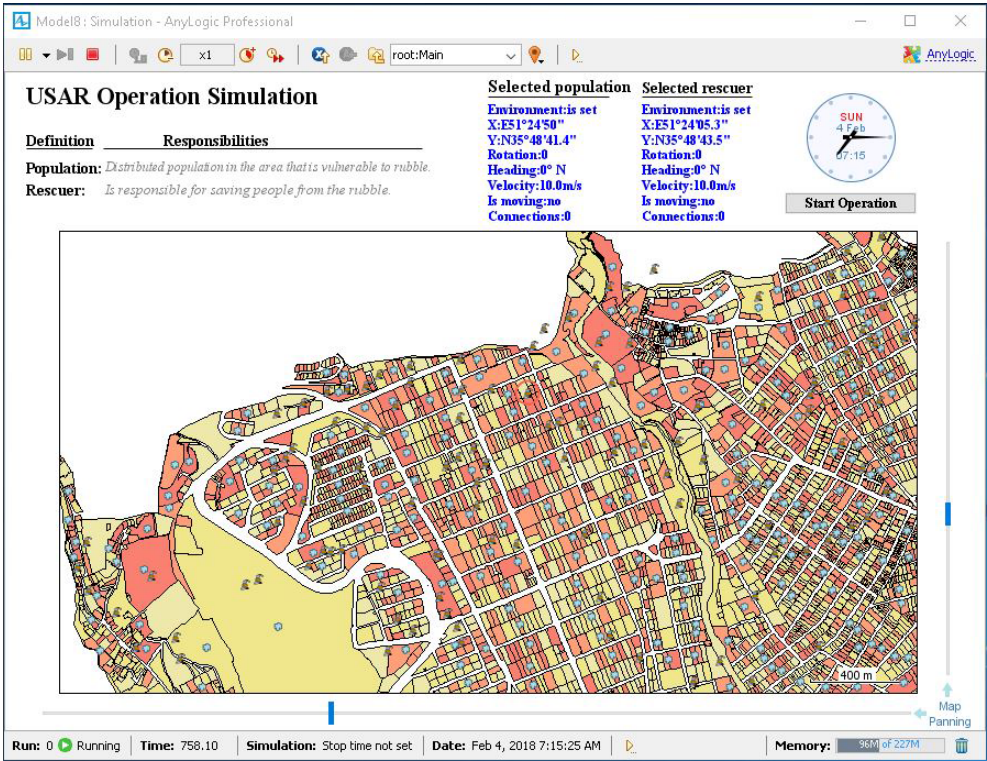 Model8 : Simulation - AnyLogic Professional
x1
root:Main
AnyLogic
USAR Operation Simulation
Definition Responsibilities
Population: Distributed population in the area that is vulnerable to rubble.
Rescuer: Is responsible for saving people from the rubble.
Selected population
Environment:is set
X:E51°24'50"
Y:N35°48'41.4"
Rotation:0
Heading:0° N
Velocity:10.0m/s
Is moving:no
Connections:0
Selected rescuer
Environment:is set
X:E51°24'05.3"
Y:N35°48'43.5"
Rotation:0
Heading:0° N
Velocity:10.0m/s
Is moving:no
Connections:0
SUN
4 Feb
07:15
Start Operation
400 m
Map
Panning
Run: 0 Running Time: 758.10 Simulation: Stop time not set Date: Feb 4, 2018 7:15:25 AM Memory: 96M of 227M